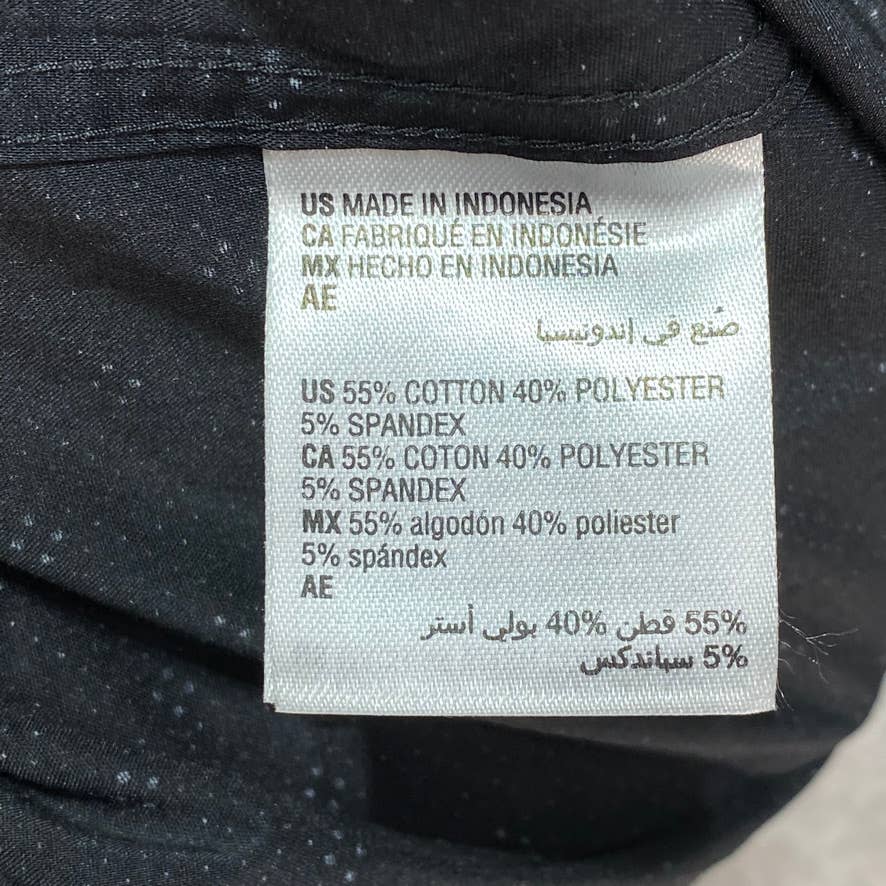 US MADE IN INDONESIA
CA FABRIQUÉ EN INDONÉSIE
MX HECHO EN INDONESIA
AE
صُنع في إندونيسيا
US 55% COTTON 40% POLYESTER
5% SPANDEX
CA 55% COTON 40% POLYESTER
5% SPANDEX
MX 55% algodón 40% poliester
5% spándex
AE
55% قطن 40% بولي أستر
5% سباندكس